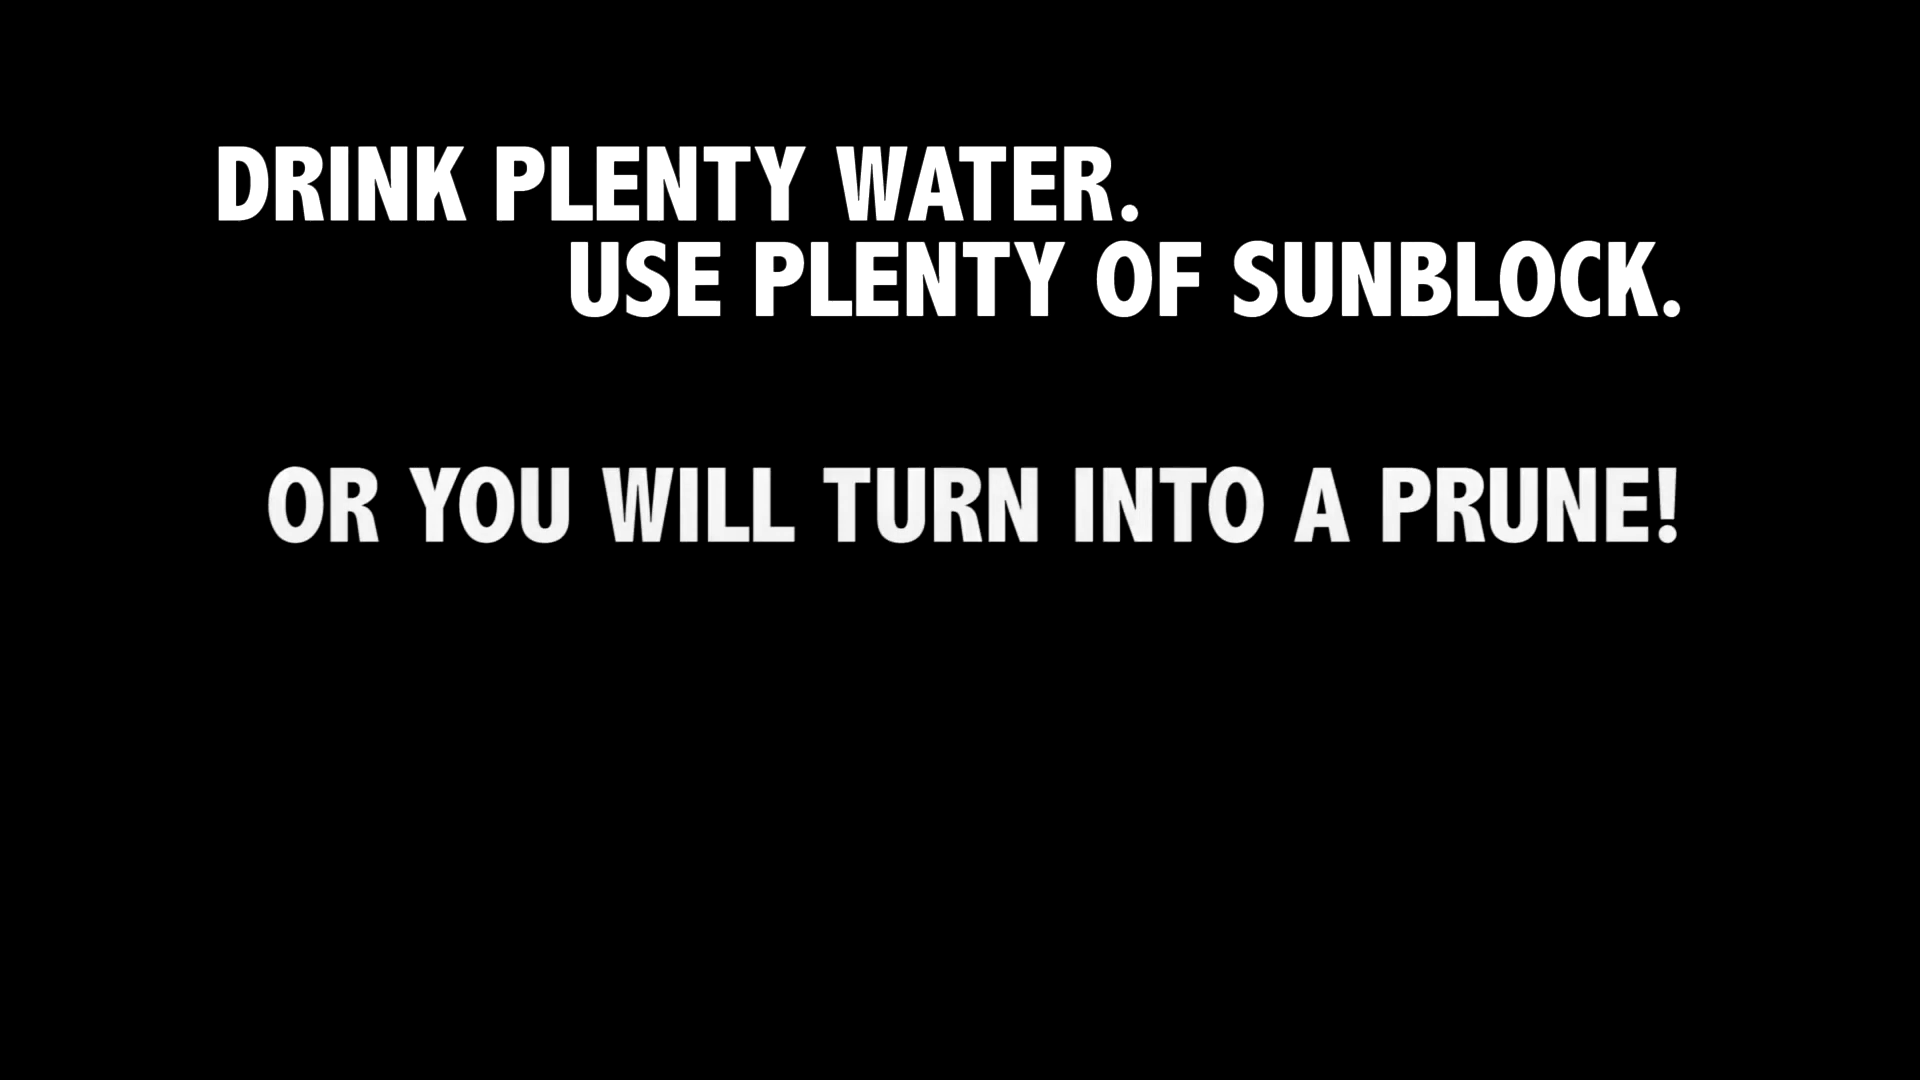 DRINK PLENTY WATER.
USE PLENTY OF SUNBLOCK.
OR YOU WILL TURN INTO A PRUNE!